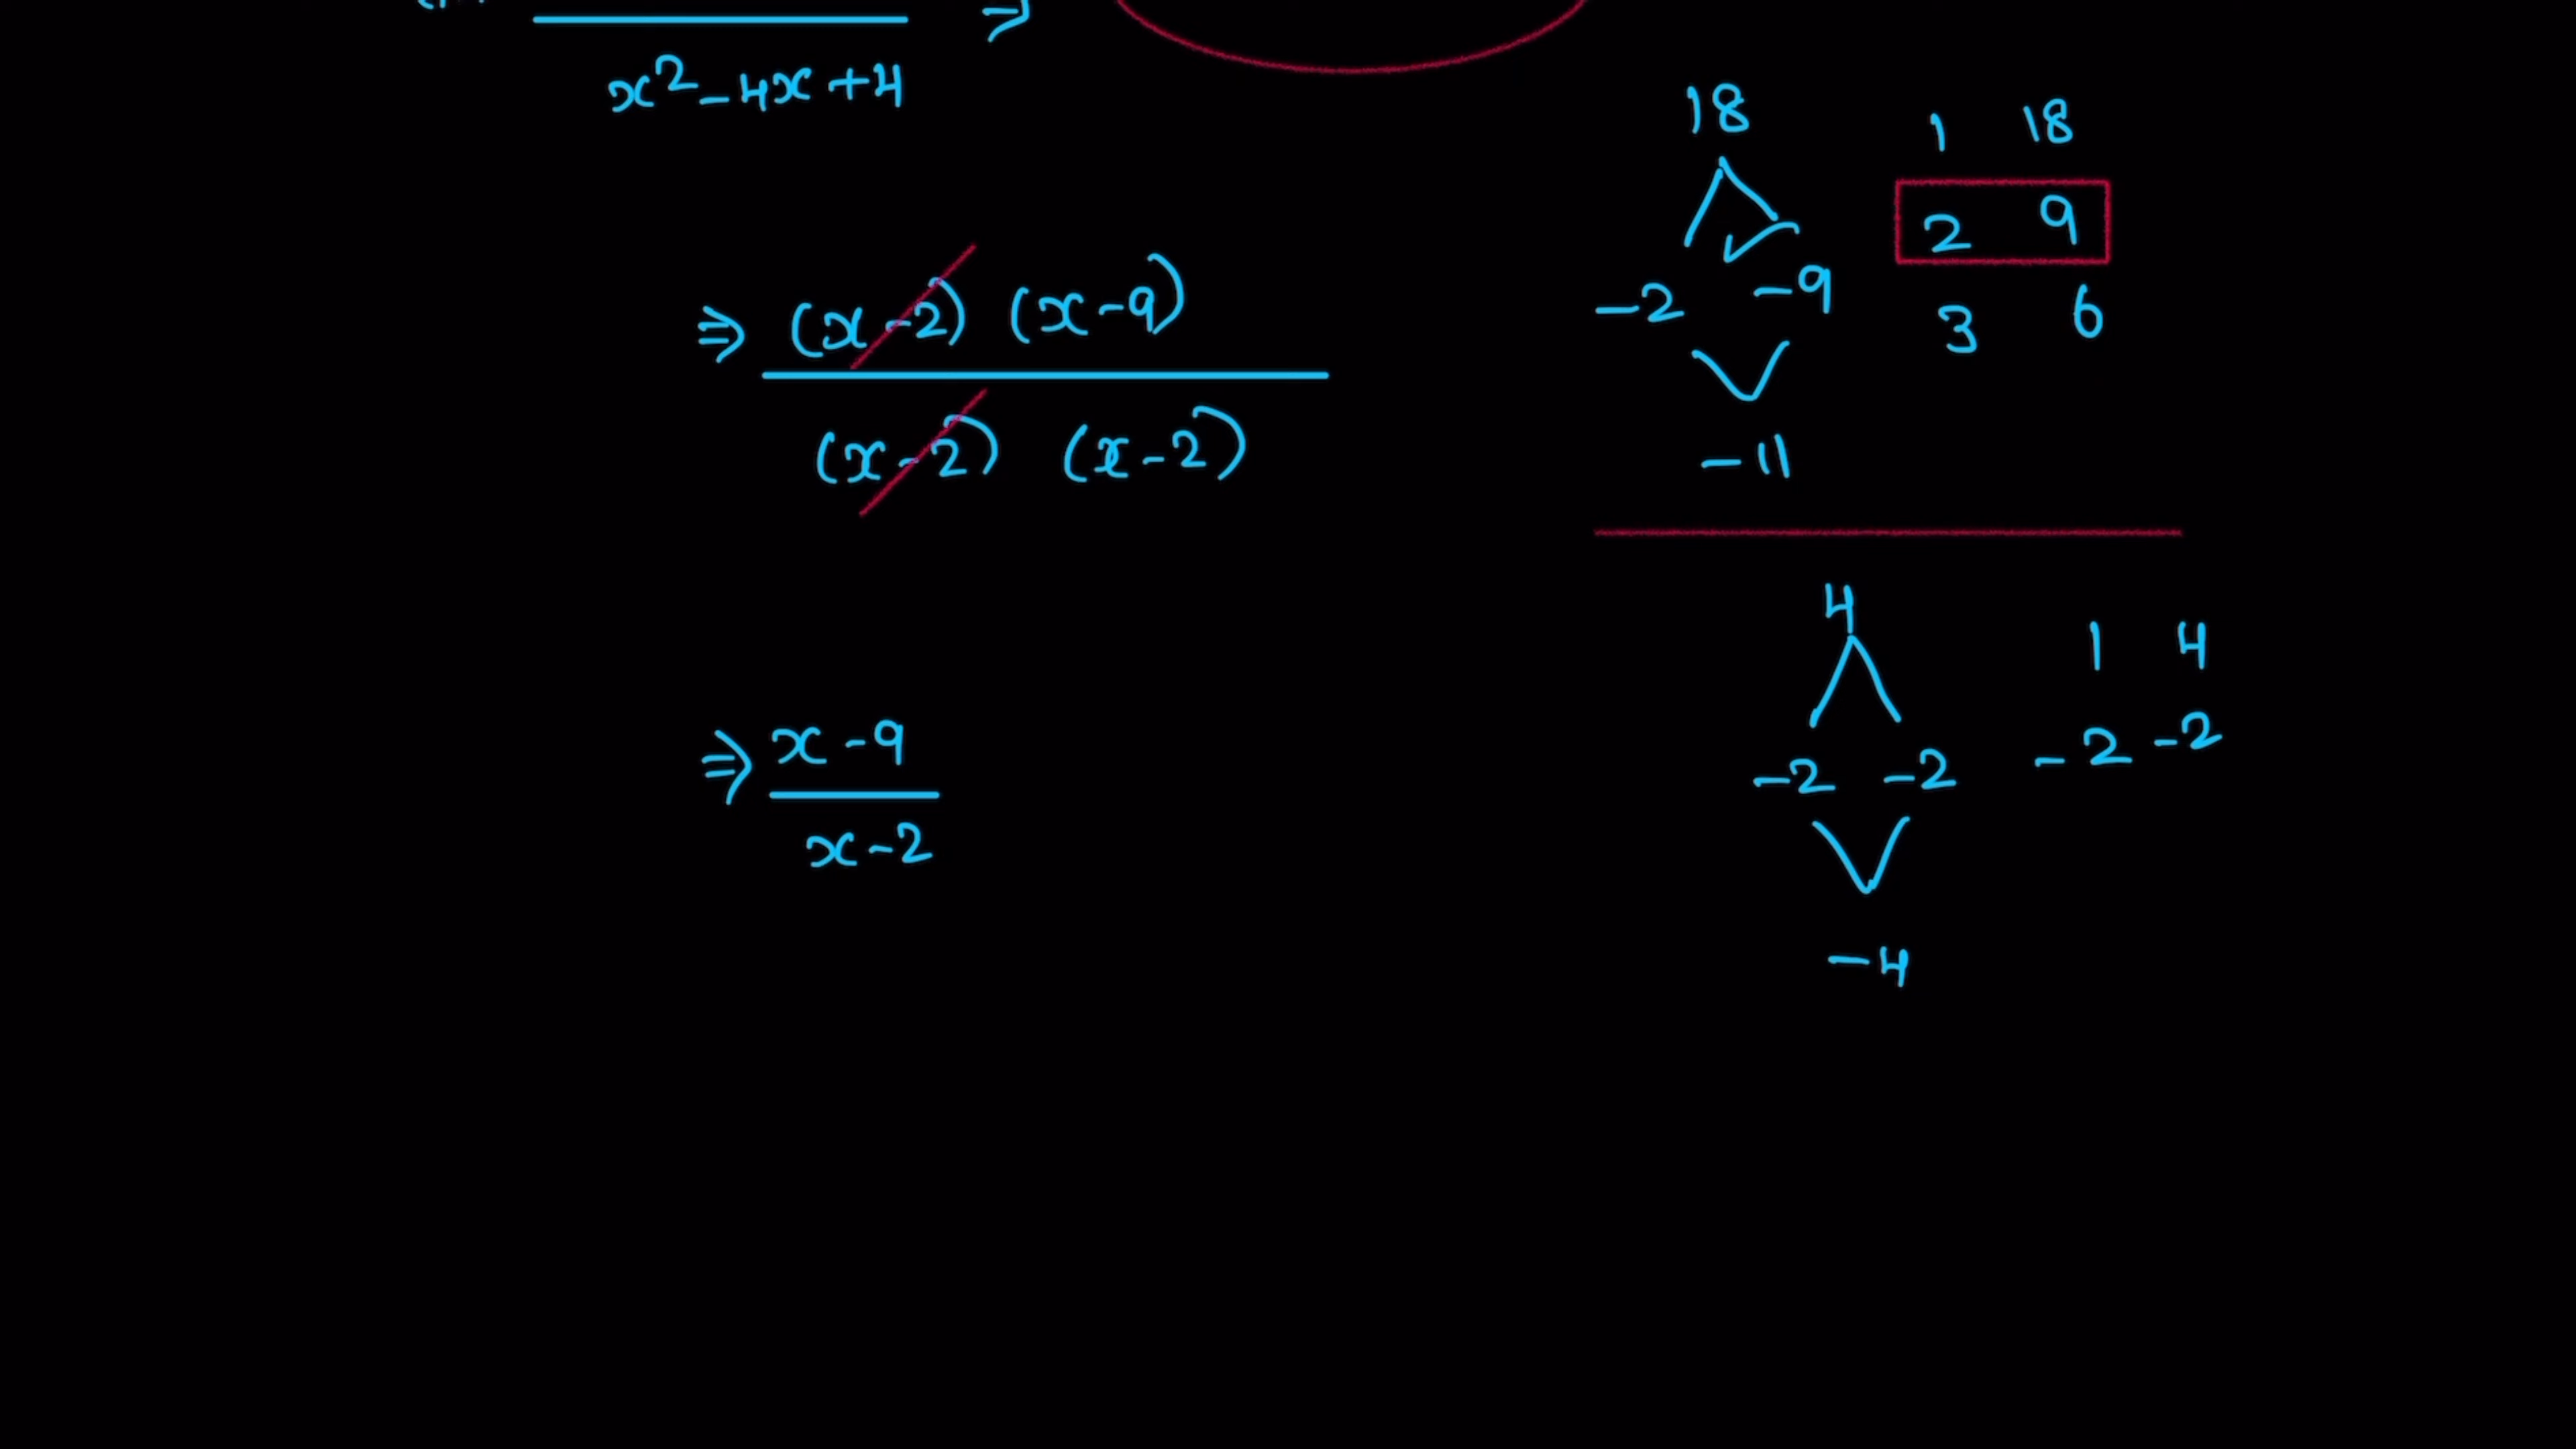 ⇒
x² - 4x + 4
⇒ (x - 2) (x - 9)
(x - 2) (x - 2)
⇒ x - 9
x - 2
18
-2 -9
-11
1 18
2 9
3 6
4
-2 -2
-4
1 4
-2 -2